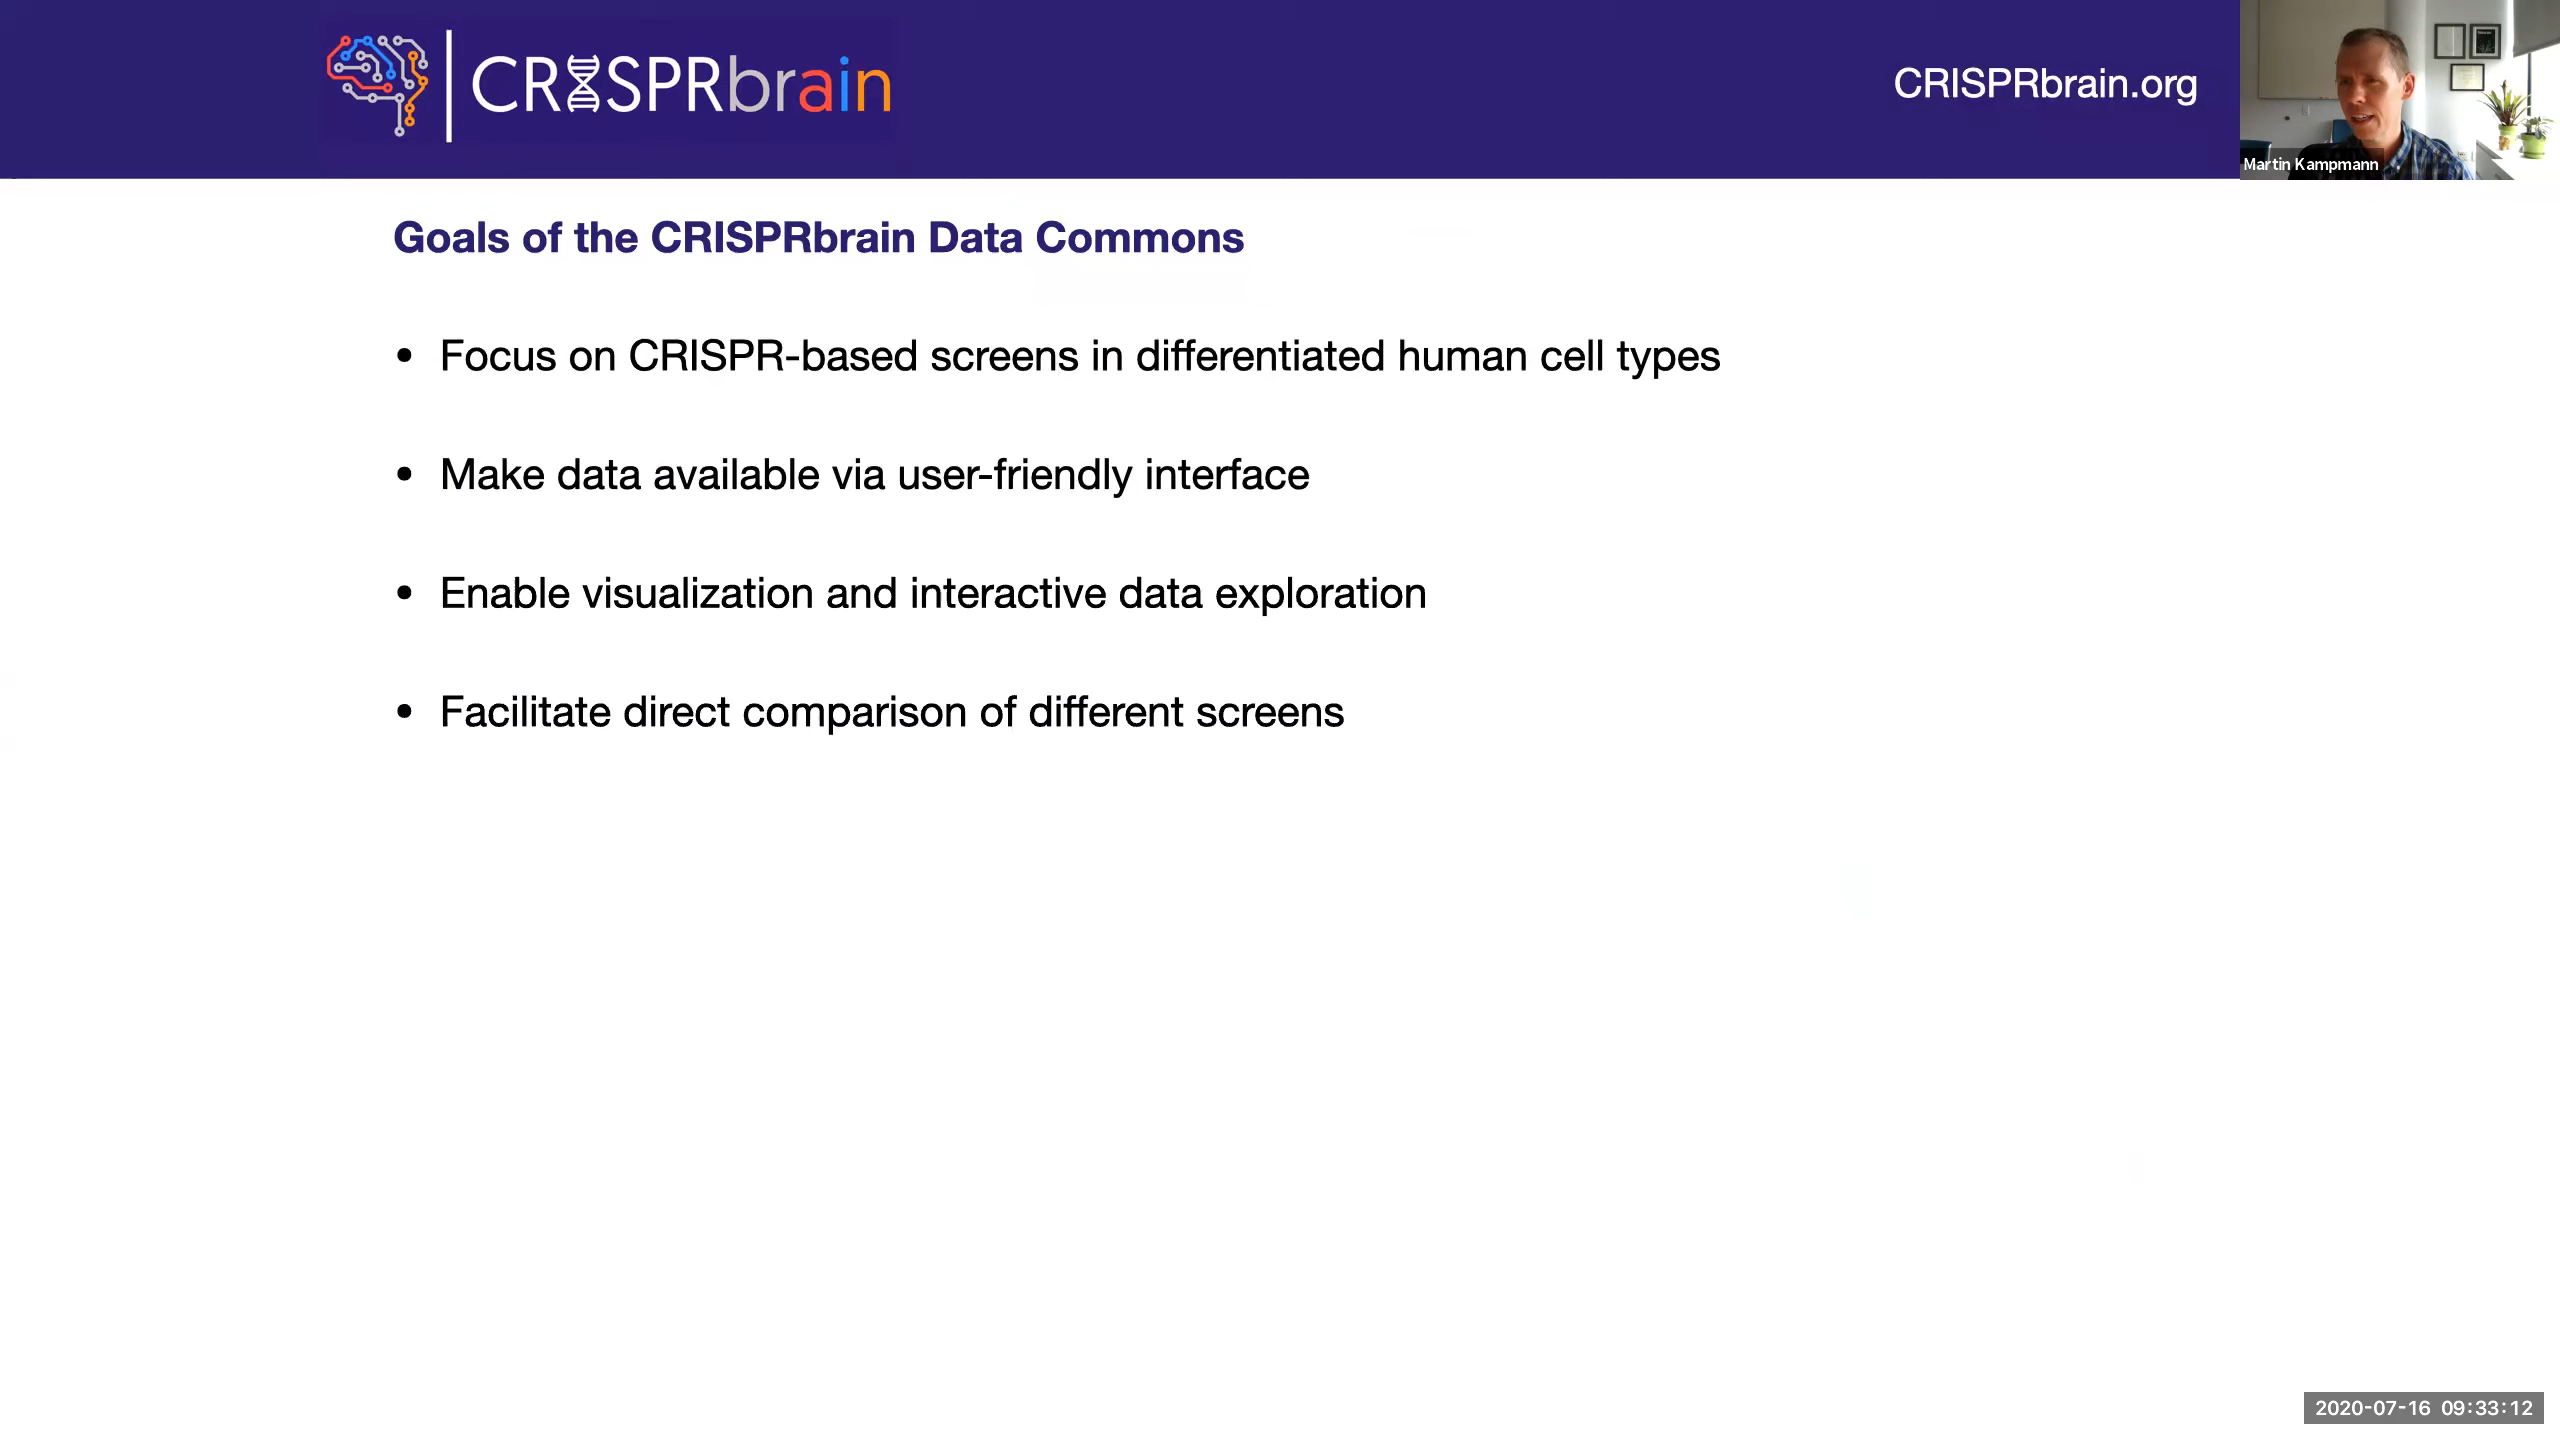 CRISPRbrain
CRISPRbrain.org
Martin Kampmann
Goals of the CRISPRbrain Data Commons
• Focus on CRISPR-based screens in differentiated human cell types
• Make data available via user-friendly interface
• Enable visualization and interactive data exploration
• Facilitate direct comparison of different screens
2020-07-16 09:33:12